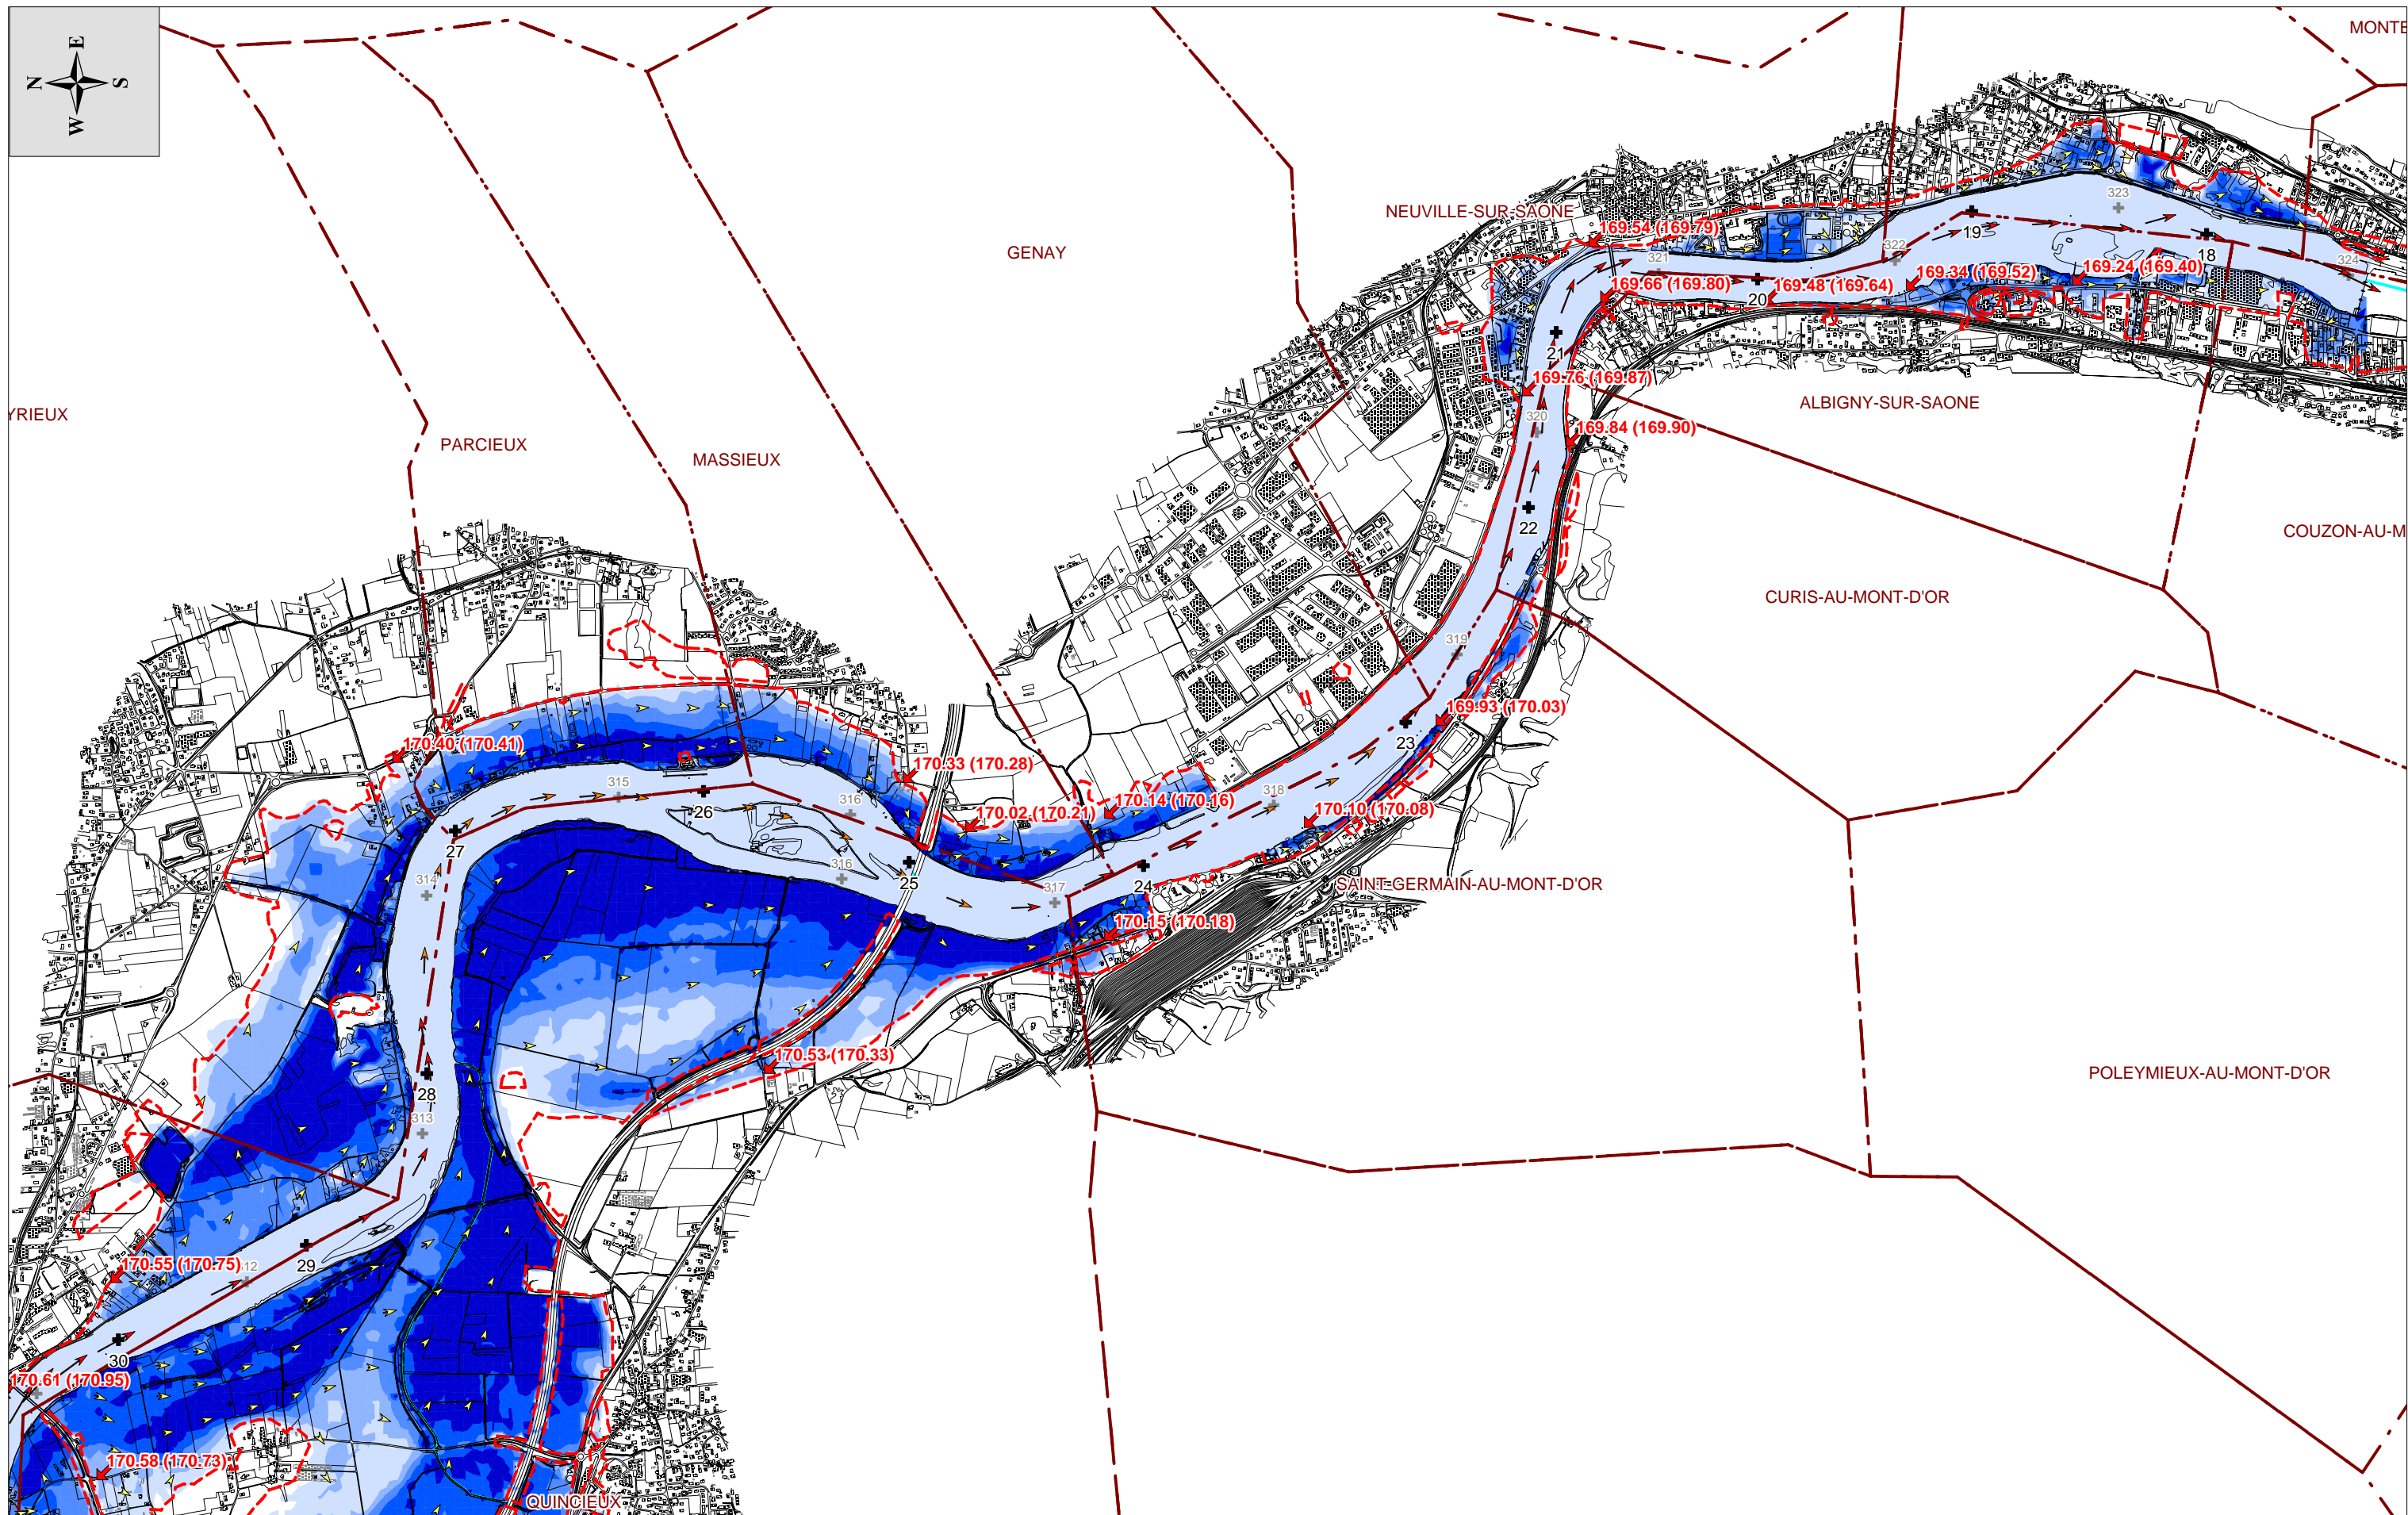 MONTE
E
N
S
W
323
NEUVILLE-SUR-SAONE
19
169.54 (169.79)
18
GENAY
322
321
324
169.34 (169.52)
169.24 (169.40)
169.66 (169.80)
20
169.48 (169.64)
21
169.76 (169.87)
ALBIGNY-SUR-SAONE
YRIEUX
320
169.84 (169.90)
PARCIEUX
MASSIEUX
22
COUZON-AU-M
CURIS-AU-MONT-D'OR
319
169.93 (170.03)
170.40 (170.41)
23
170.33 (170.28)
315
318
316
170.14 (170.16)
26
170.02 (170.21)
170.10 (170.08)
27
316
314
25
317
24
SAINT-GERMAIN-AU-MONT-D'OR
170.15 (170.18)
170.53 (170.33)
POLEYMIEUX-AU-MONT-D'OR
28
313
170.55 (170.75)
12
29
30
170.61 (170.95)
170.58 (170.73)
QUINCIEUX